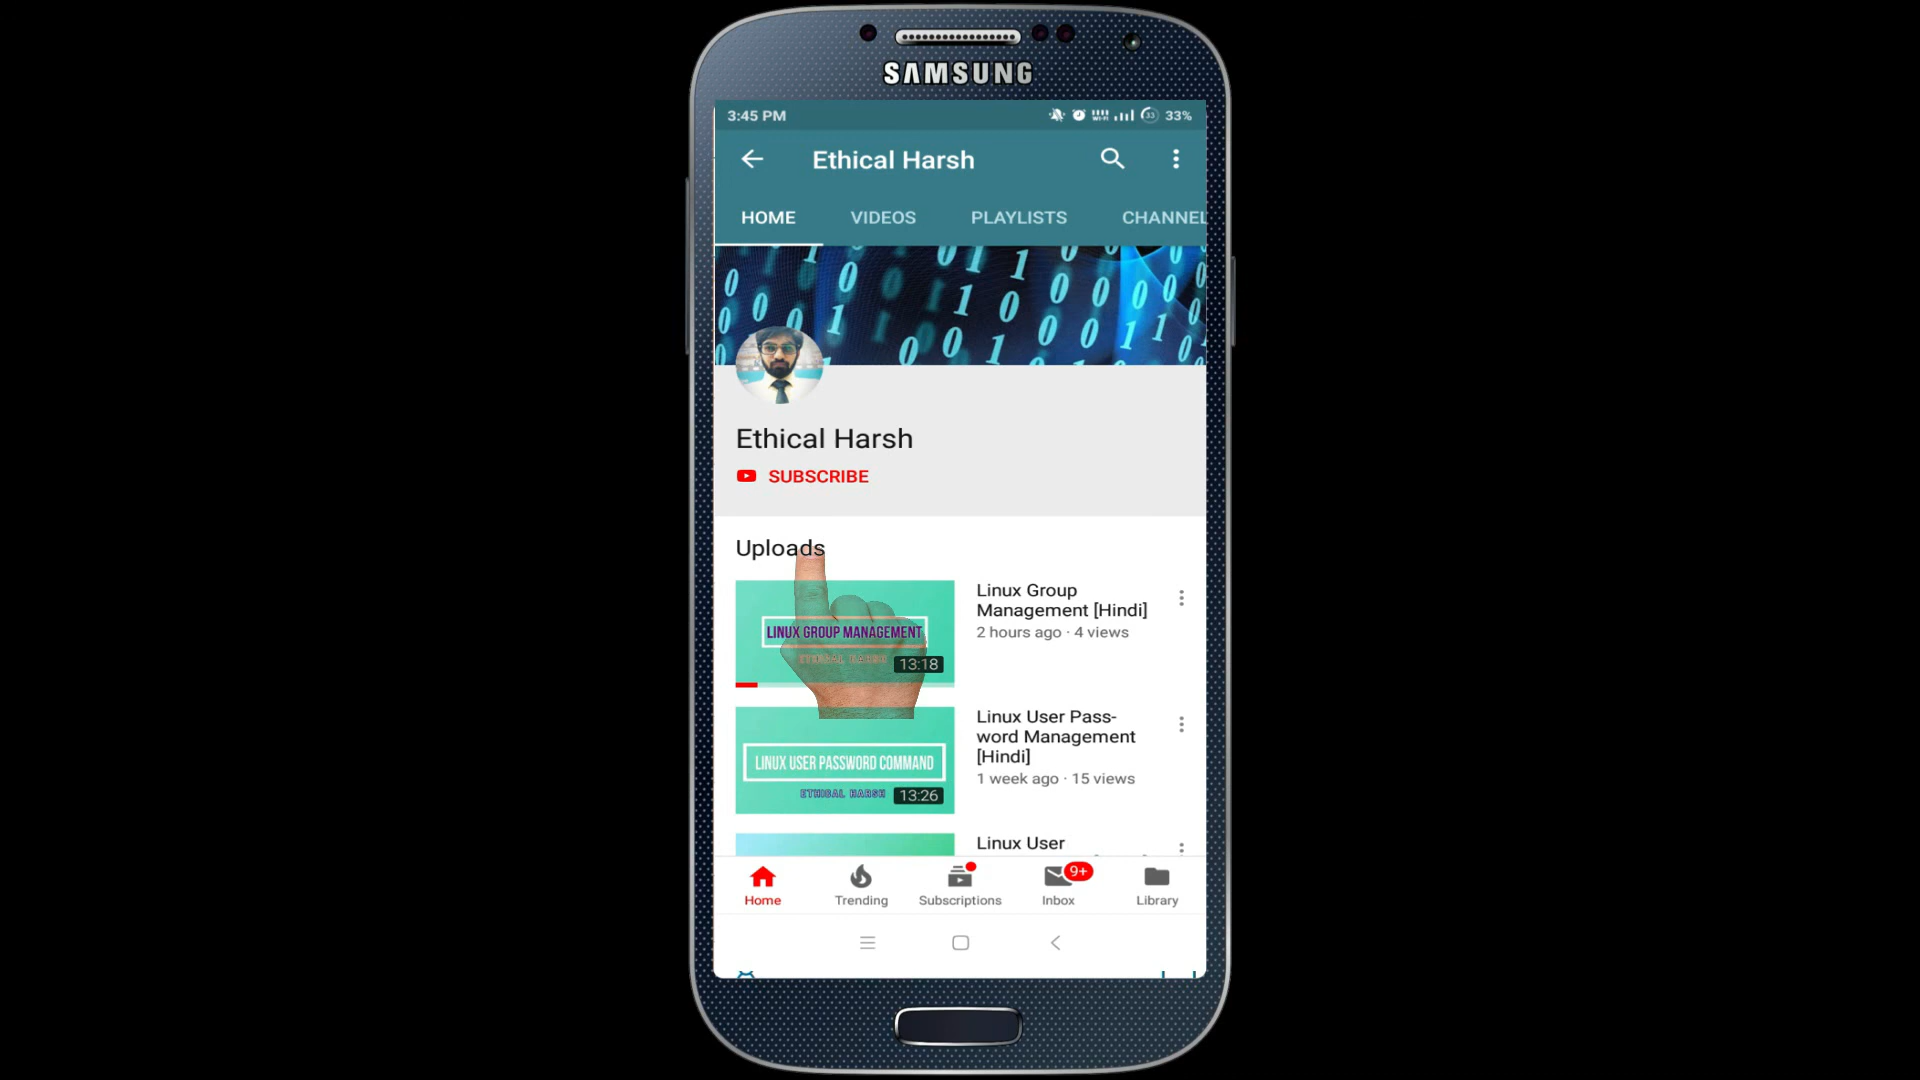 SAMSUNG
3:45 PM
33
33%
Ethical Harsh
HOME VIDEOS PLAYLISTS CHANNEL
Ethical Harsh
SUBSCRIBE
Uploads
LINUX GROUP MANAGEMENT
ETHICAL HARSH
13:18
Linux Group
Management [Hindi]
2 hours ago · 4 views
LINUX USER PASSWORD COMMAND
ETHICAL HARSH
13:26
Linux User Pass-
word Management
[Hindi]
1 week ago · 15 views
Linux User
9+
Home Trending Subscriptions Inbox Library